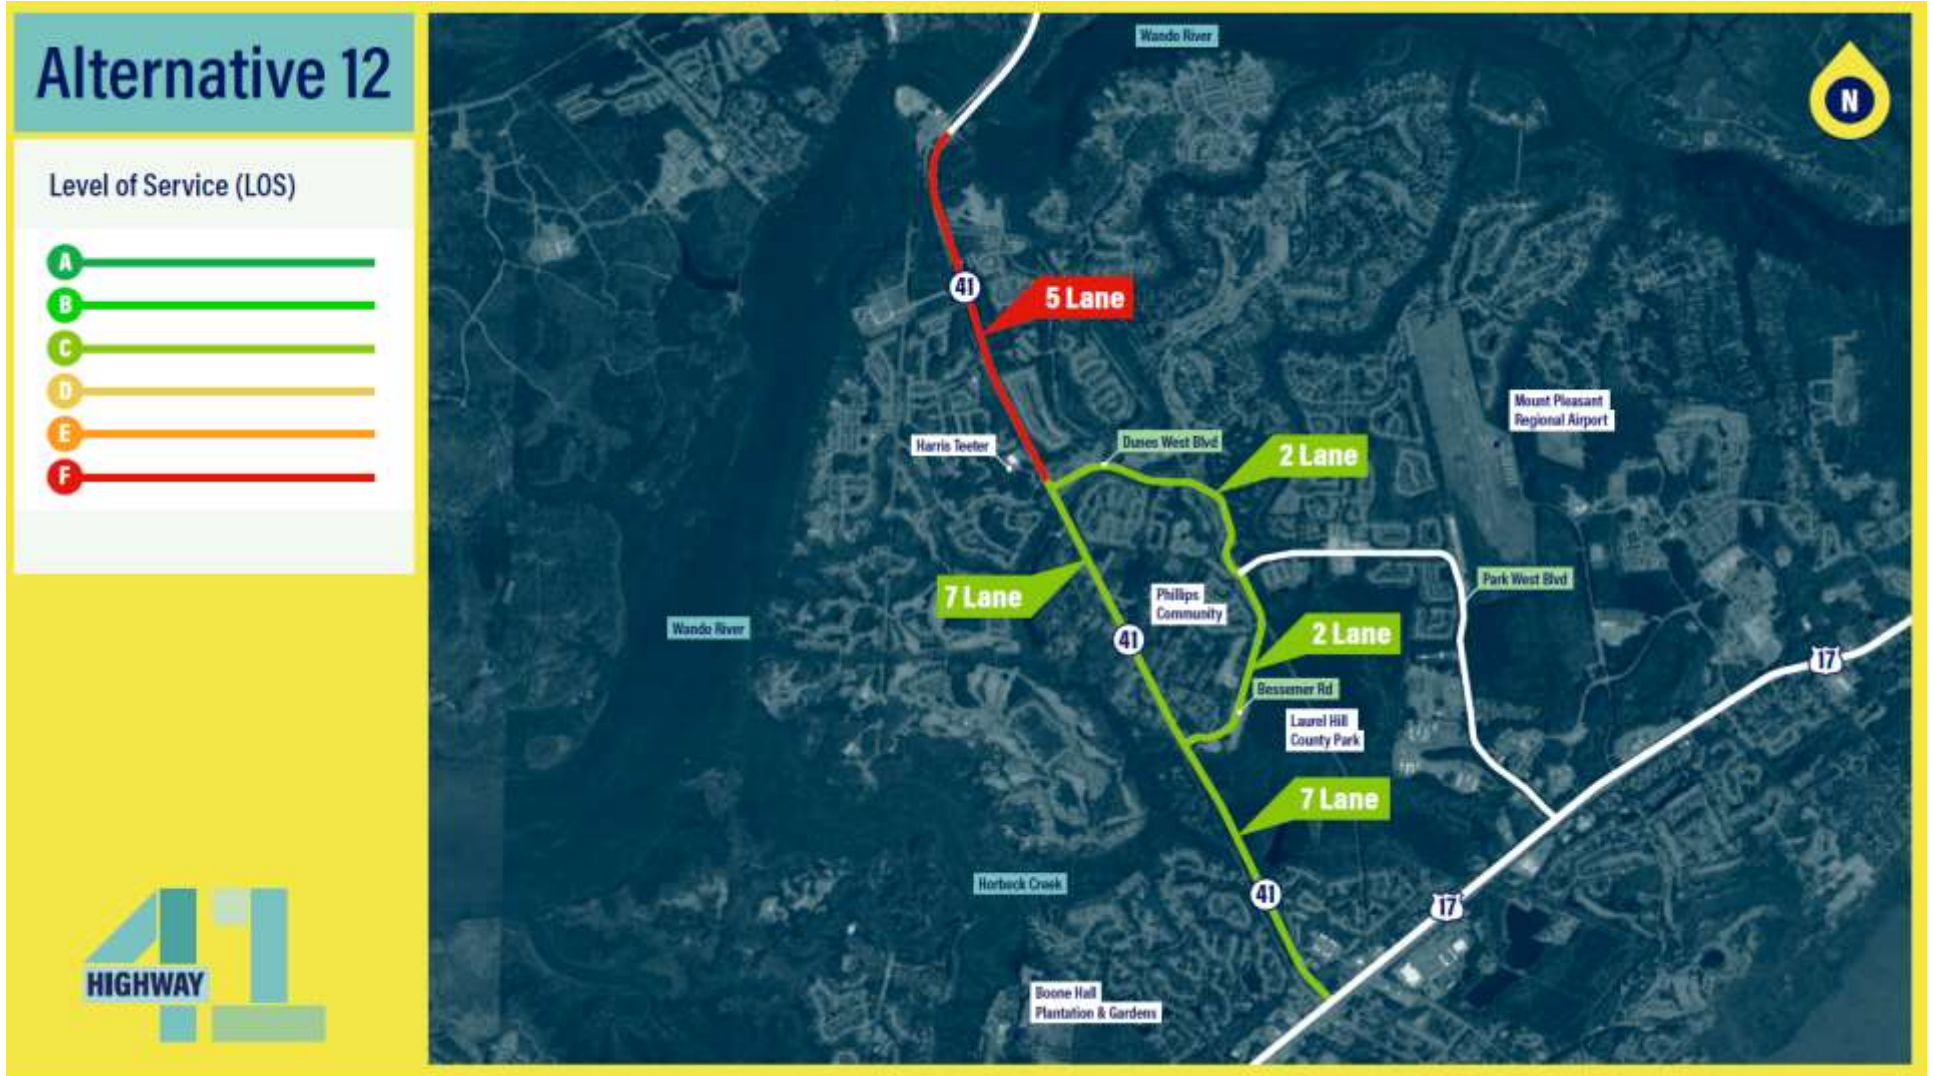 Alternative 12
Level of Service (LOS)
A
B
C
D
E
F
HIGHWAY
41
Wando River
N
41
5 Lane
Mount Pleasant
Regional Airport
Harris Teeter
Dunes West Blvd
2 Lane
7 Lane
Phillips
Community
Park West Blvd
Wando River
41
2 Lane
17
Bessemer Rd
Laurel Hill
County Park
7 Lane
Horbeck Creek
41
17
Boone Hall
Plantation & Gardens